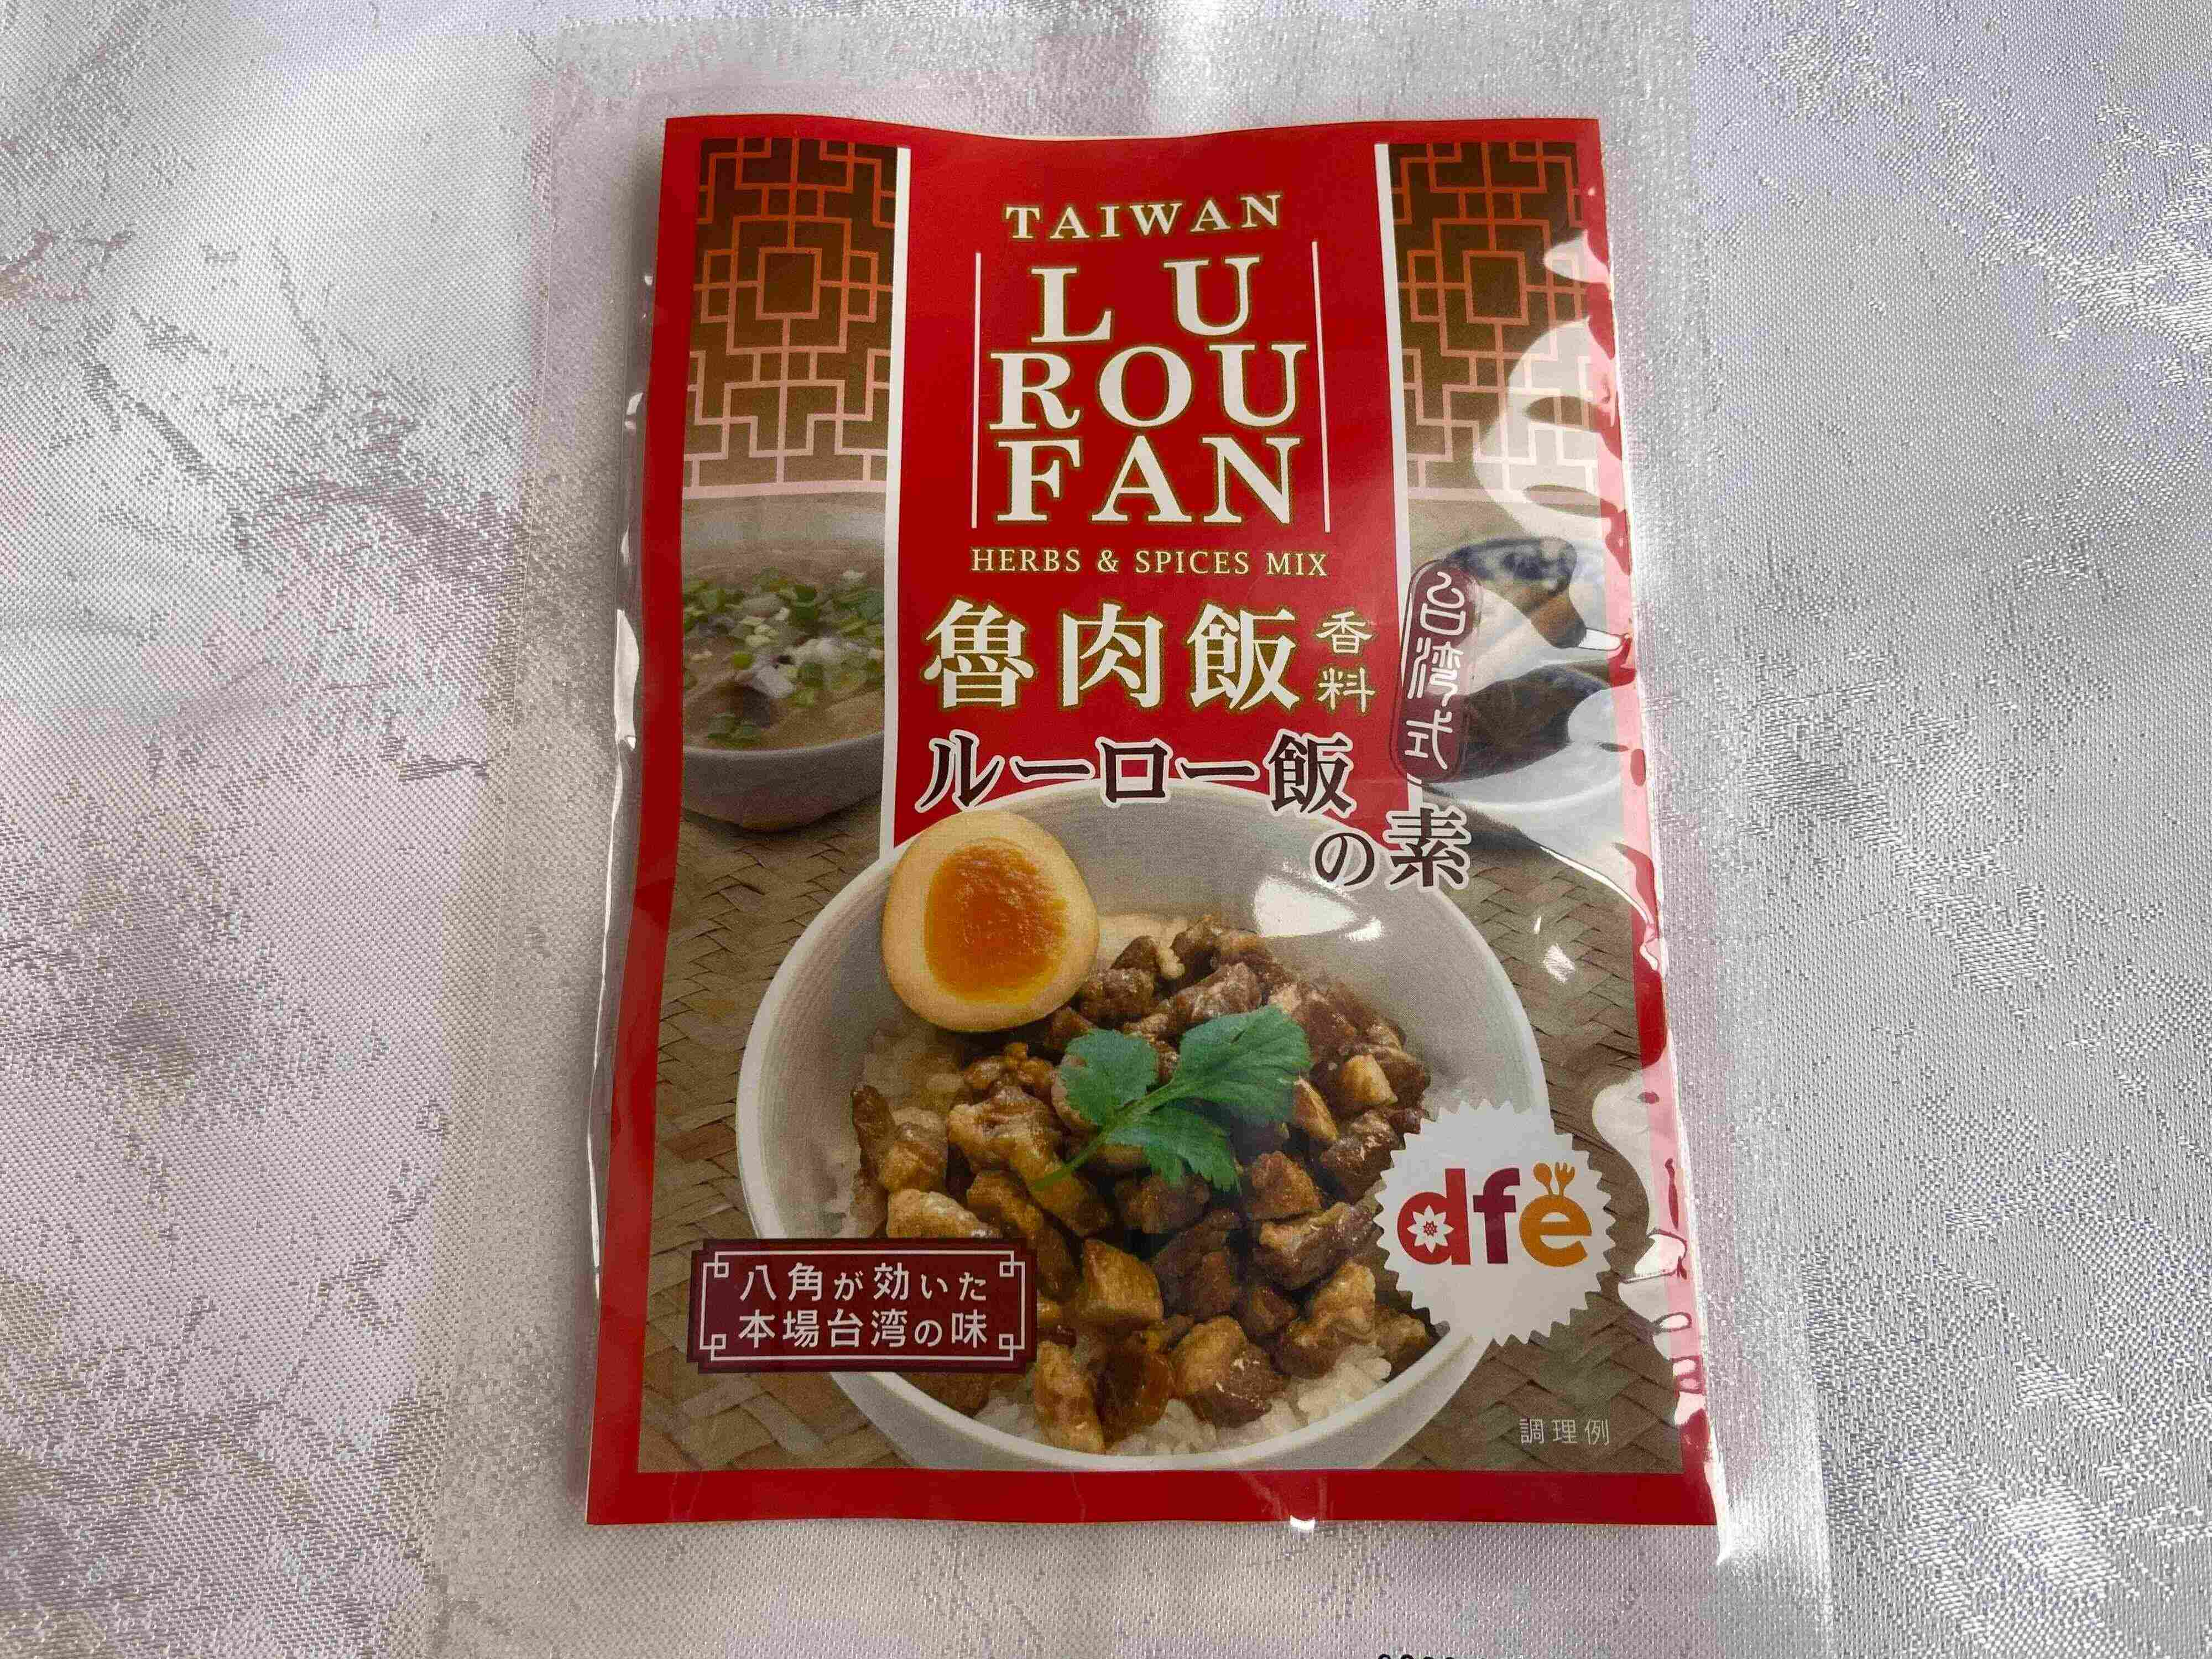 TAIWAN
LU
ROU
FAN
HERBS & SPICES MIX
魯肉飯香料
台湾式
ルーロー飯
の素
dfe
八角が効いた
本場台湾の味
調理例